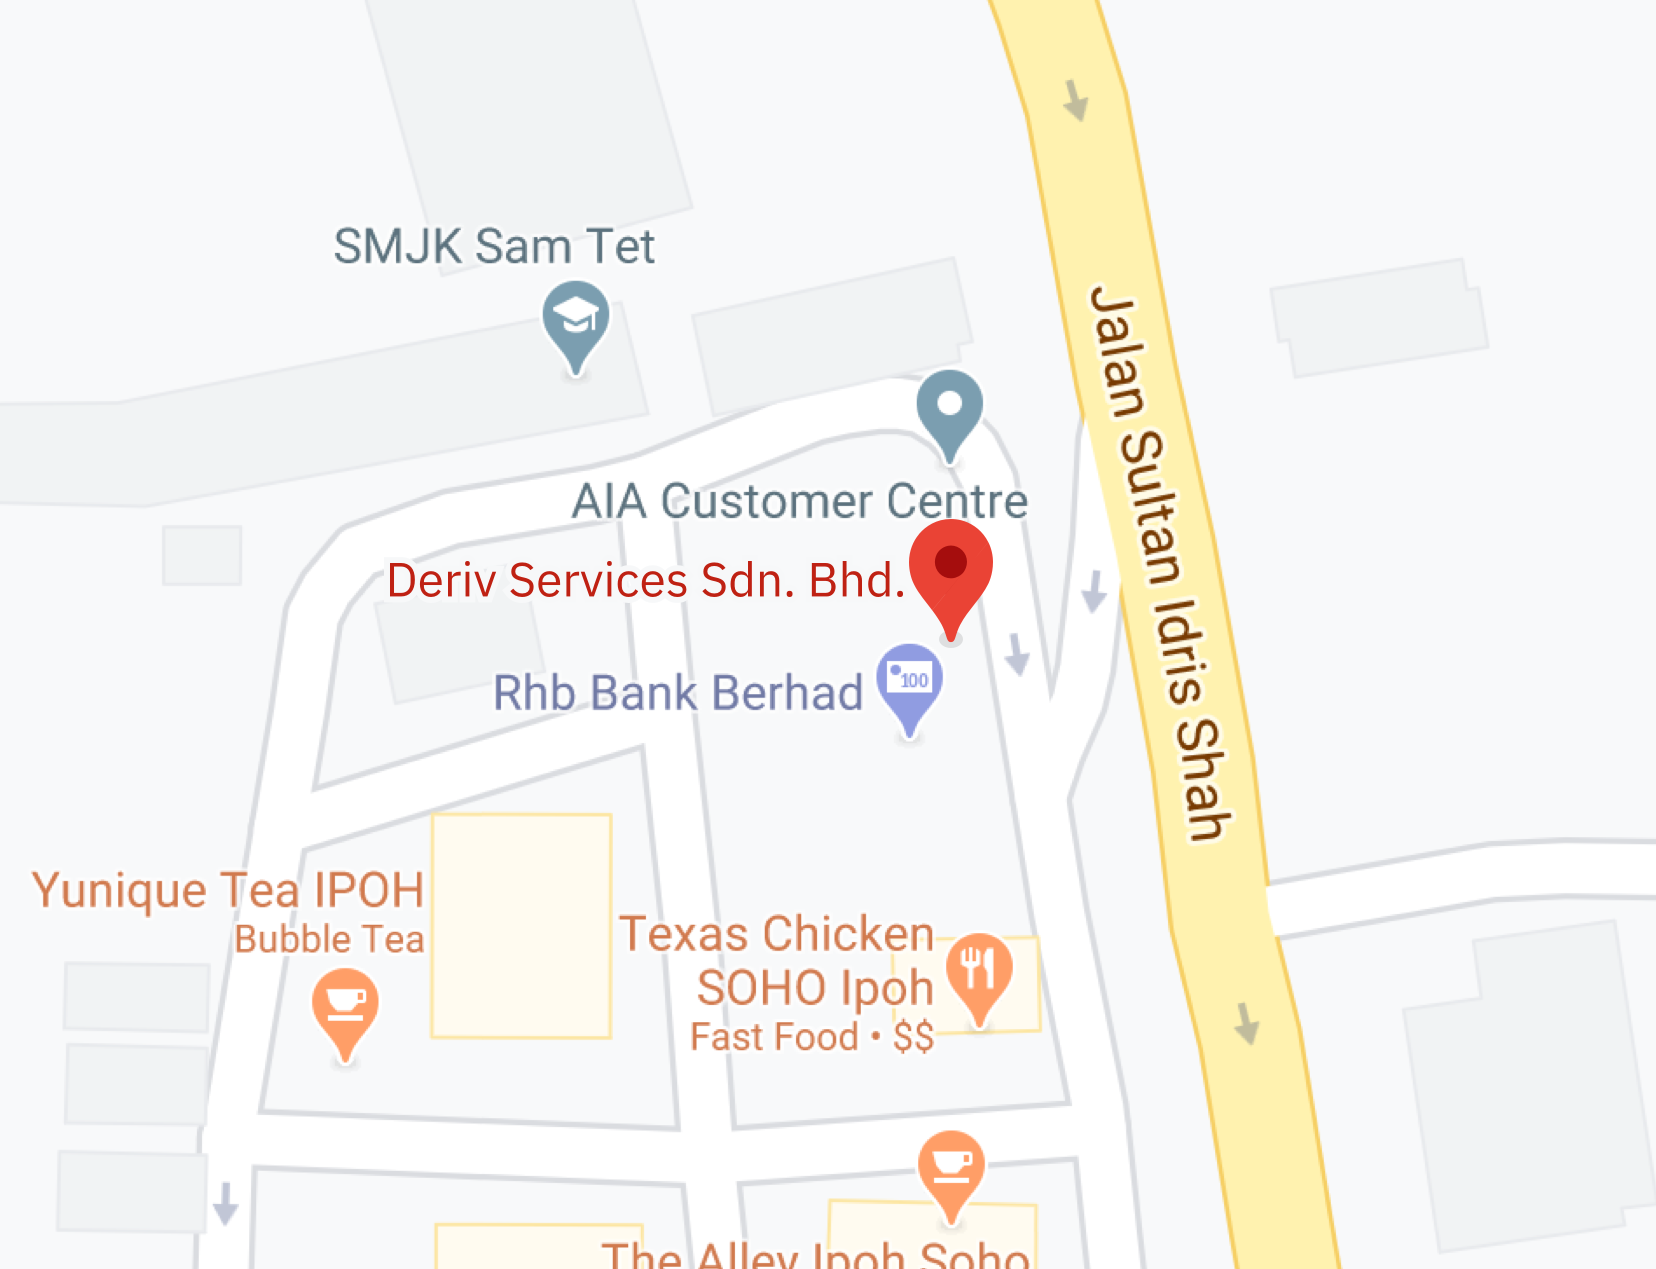 SMJK Sam Tet
Jalan Sultan Idris Shah
AIA Customer Centre
Deriv Services Sdn. Bhd.
Rhb Bank Berhad
100
Yunique Tea IPOH
Bubble Tea
Texas Chicken
SOHO Ipoh
Fast Food • $$
The Alley Ipoh Soho